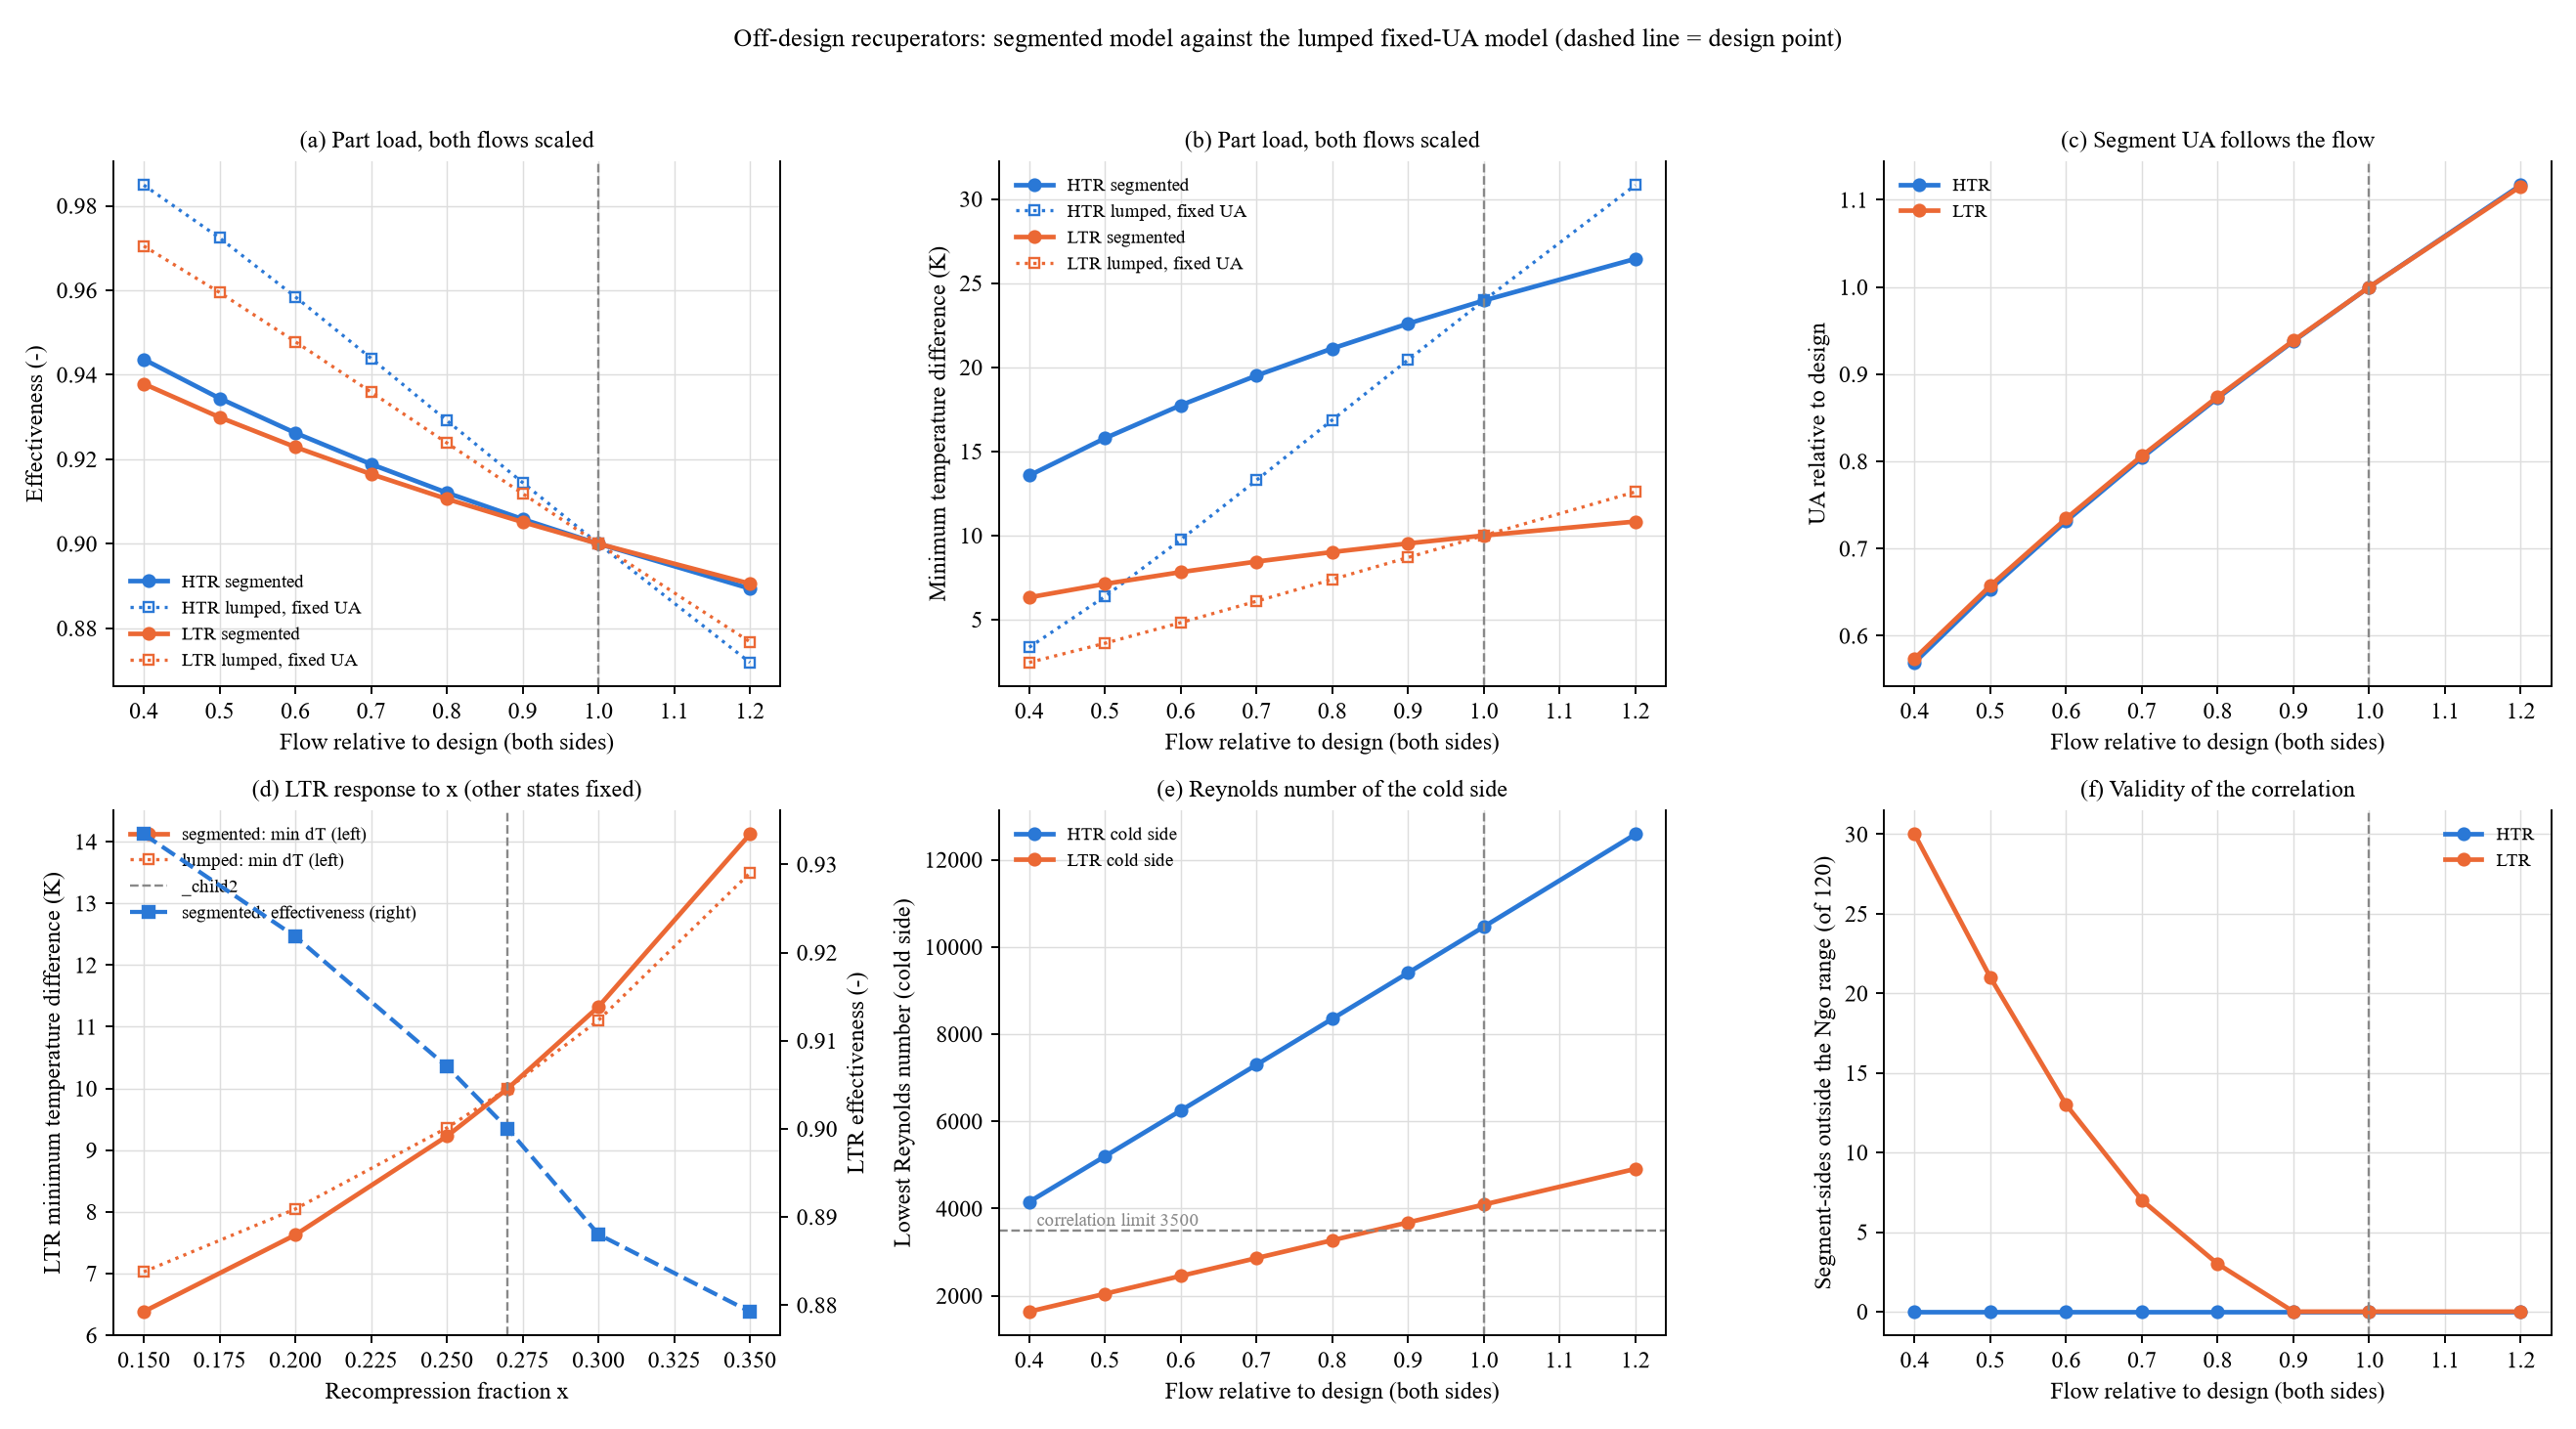 Off-design recuperators: segmented model against the lumped fixed-UA model (dashed line = design point)
(a) Part load, both flows scaled
Effectiveness (-)
0.98
0.96
0.94
0.92
0.90
0.88
HTR segmented
HTR lumped, fixed UA
LTR segmented
LTR lumped, fixed UA
0.4 0.5 0.6 0.7 0.8 0.9 1.0 1.1 1.2
Flow relative to design (both sides)
(b) Part load, both flows scaled
Minimum temperature difference (K)
30
25
20
15
10
5
HTR segmented
HTR lumped, fixed UA
LTR segmented
LTR lumped, fixed UA
0.4 0.5 0.6 0.7 0.8 0.9 1.0 1.1 1.2
Flow relative to design (both sides)
(c) Segment UA follows the flow
UA relative to design
1.1
1.0
0.9
0.8
0.7
0.6
HTR
LTR
0.4 0.5 0.6 0.7 0.8 0.9 1.0 1.1 1.2
Flow relative to design (both sides)
(d) LTR response to x (other states fixed)
LTR minimum temperature difference (K)
14
13
12
11
10
9
8
7
6
segmented: min dT (left)
lumped: min dT (left)
_child2
segmented: effectiveness (right)
0.93
0.92
0.91
0.90
0.89
0.88
LTR effectiveness (-)
0.150 0.175 0.200 0.225 0.250 0.275 0.300 0.325 0.350
Recompression fraction x
(e) Reynolds number of the cold side
Lowest Reynolds number (cold side)
12000
10000
8000
6000
4000
2000
HTR cold side
LTR cold side
correlation limit 3500
0.4 0.5 0.6 0.7 0.8 0.9 1.0 1.1 1.2
Flow relative to design (both sides)
(f) Validity of the correlation
Segment-sides outside the Ngo range (of 120)
30
25
20
15
10
5
0
HTR
LTR
0.4 0.5 0.6 0.7 0.8 0.9 1.0 1.1 1.2
Flow relative to design (both sides)